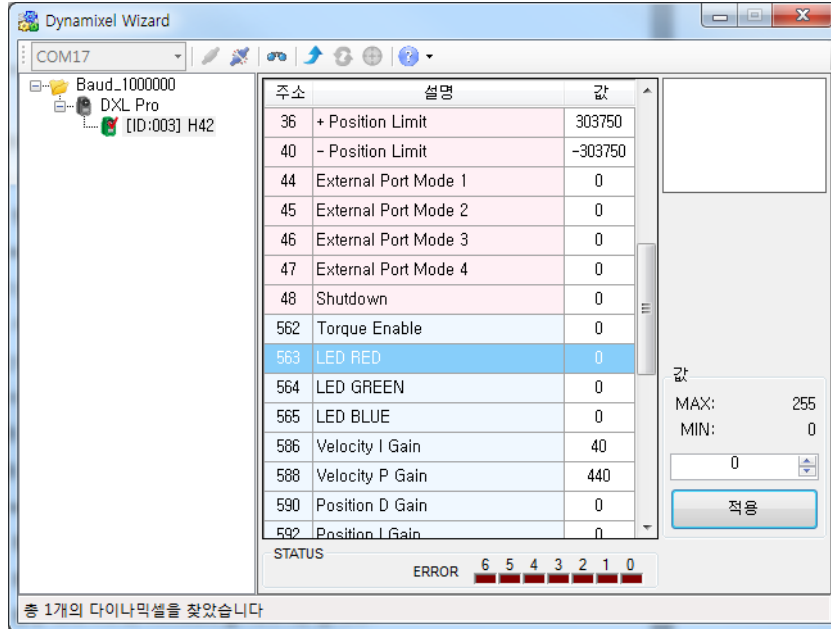 Dynamixel Wizard
COM17
Baud_1000000
DXL Pro
[ID:003] H42
주소 설명 값
36 + Position Limit 303750
40 - Position Limit -303750
44 External Port Mode 1 0
45 External Port Mode 2 0
46 External Port Mode 3 0
47 External Port Mode 4 0
48 Shutdown 0
562 Torque Enable 0
563 LED RED 0
564 LED GREEN 0
565 LED BLUE 0
586 Velocity I Gain 40
588 Velocity P Gain 440
590 Position D Gain 0
592 Position I Gain 0
값
MAX: 255
MIN: 0
0
적용
STATUS
ERROR 6 5 4 3 2 1 0
총 1개의 다이나믹셀을 찾았습니다